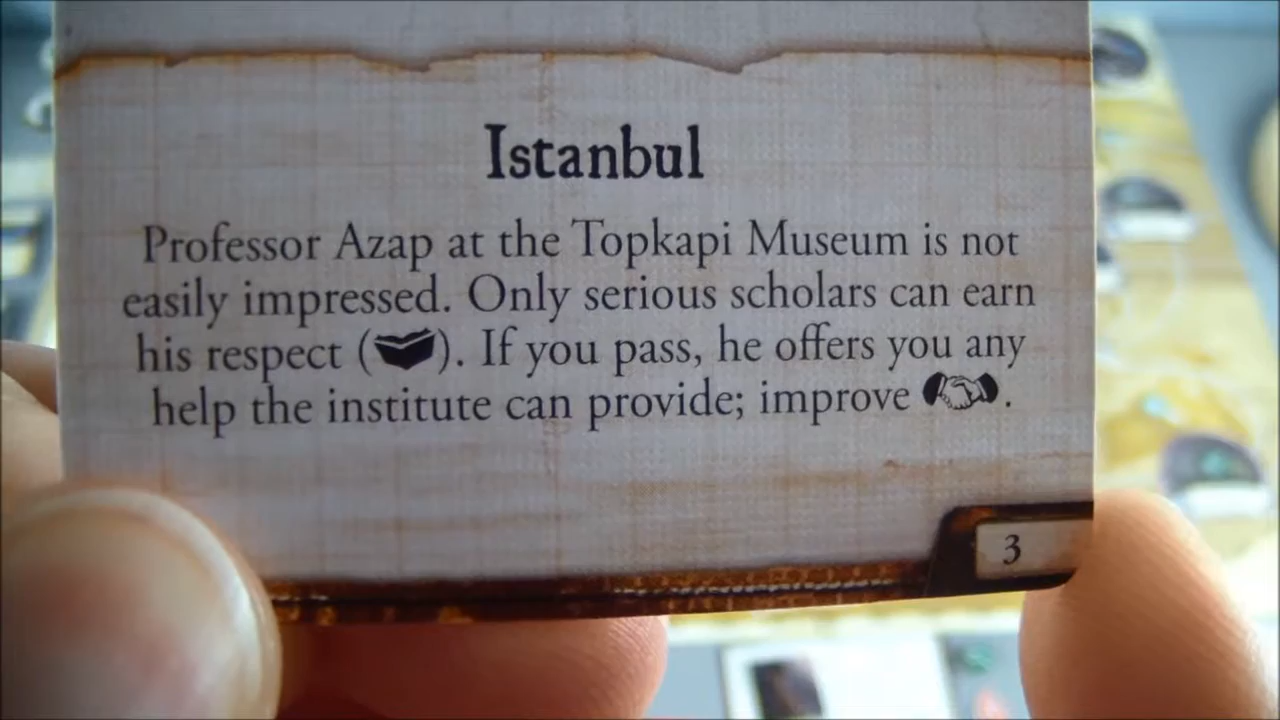 Istanbul
Professor Azap at the Topkapi Museum is not
easily impressed. Only serious scholars can earn
his respect ( ). If you pass, he offers you any
help the institute can provide; improve .
3